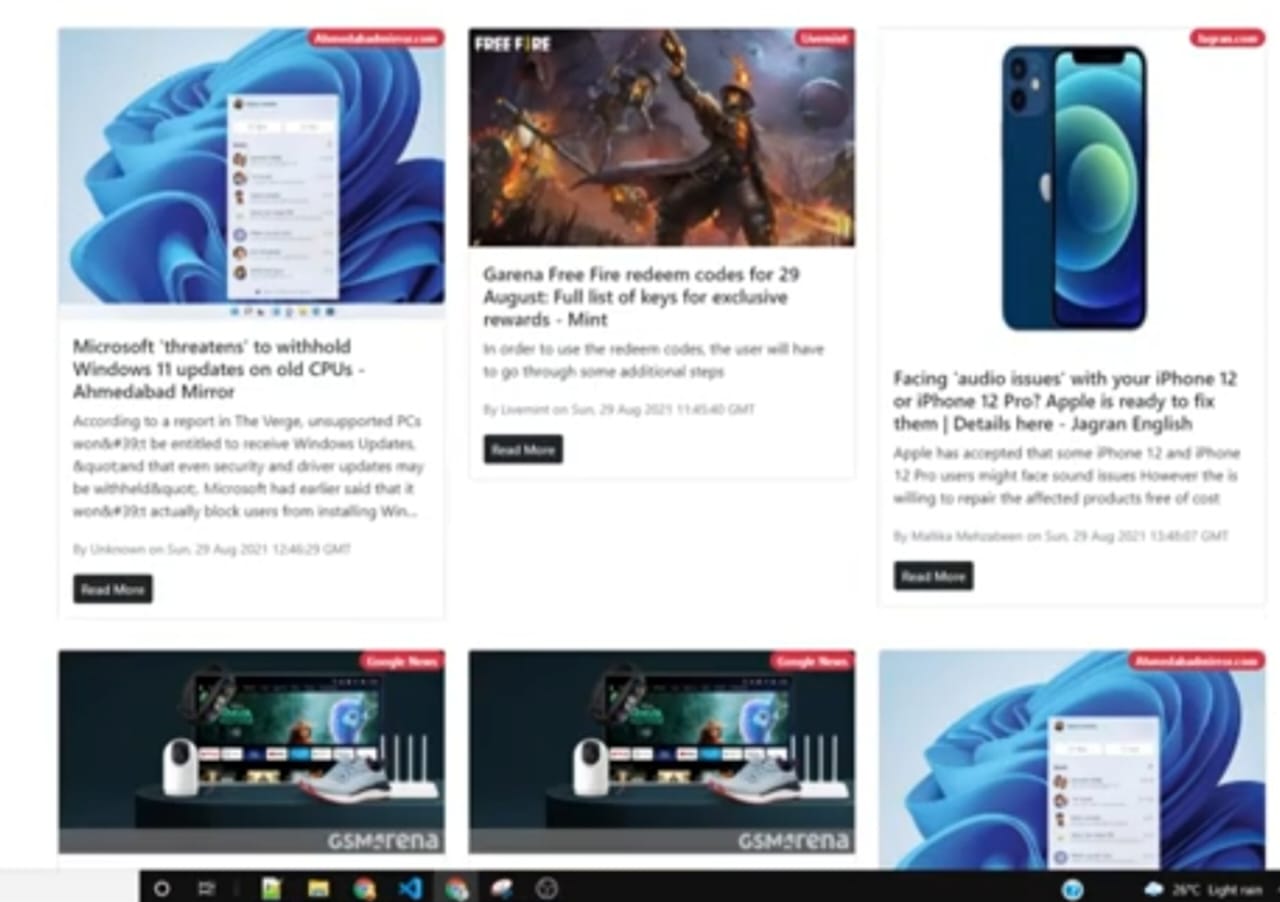 Ahmedabadmirror.com
Microsoft 'threatens' to withhold
Windows 11 updates on old CPUs -
Ahmedabad Mirror
According to a report in The Verge, unsupported PCs
won&#39;t be entitled to receive Windows Updates,
&quot;and that even security and driver updates may
be withheld&quot;. Microsoft had earlier said that it
won&#39;t actually block users from installing Win...
By Unknown on Sun, 29 Aug 2021 12:46:29 GMT
Read More
FREE FIRE
Livemint
Garena Free Fire redeem codes for 29
August: Full list of keys for exclusive
rewards - Mint
In order to use the redeem codes, the user will have
to go through some additional steps
By Livemint on Sun, 29 Aug 2021 11:45:40 GMT
Read More
Jagran.com
Facing 'audio issues' with your iPhone 12
or iPhone 12 Pro? Apple is ready to fix
them | Details here - Jagran English
Apple has accepted that some iPhone 12 and iPhone
12 Pro users might face sound issues However the is
willing to repair the affected products free of cost
By Mallika Mehzabeen on Sun, 29 Aug 2021 13:48:07 GMT
Read More
Google News
GSMArena
Google News
GSMArena
Ahmedabadmirror.com
26°C Light rain